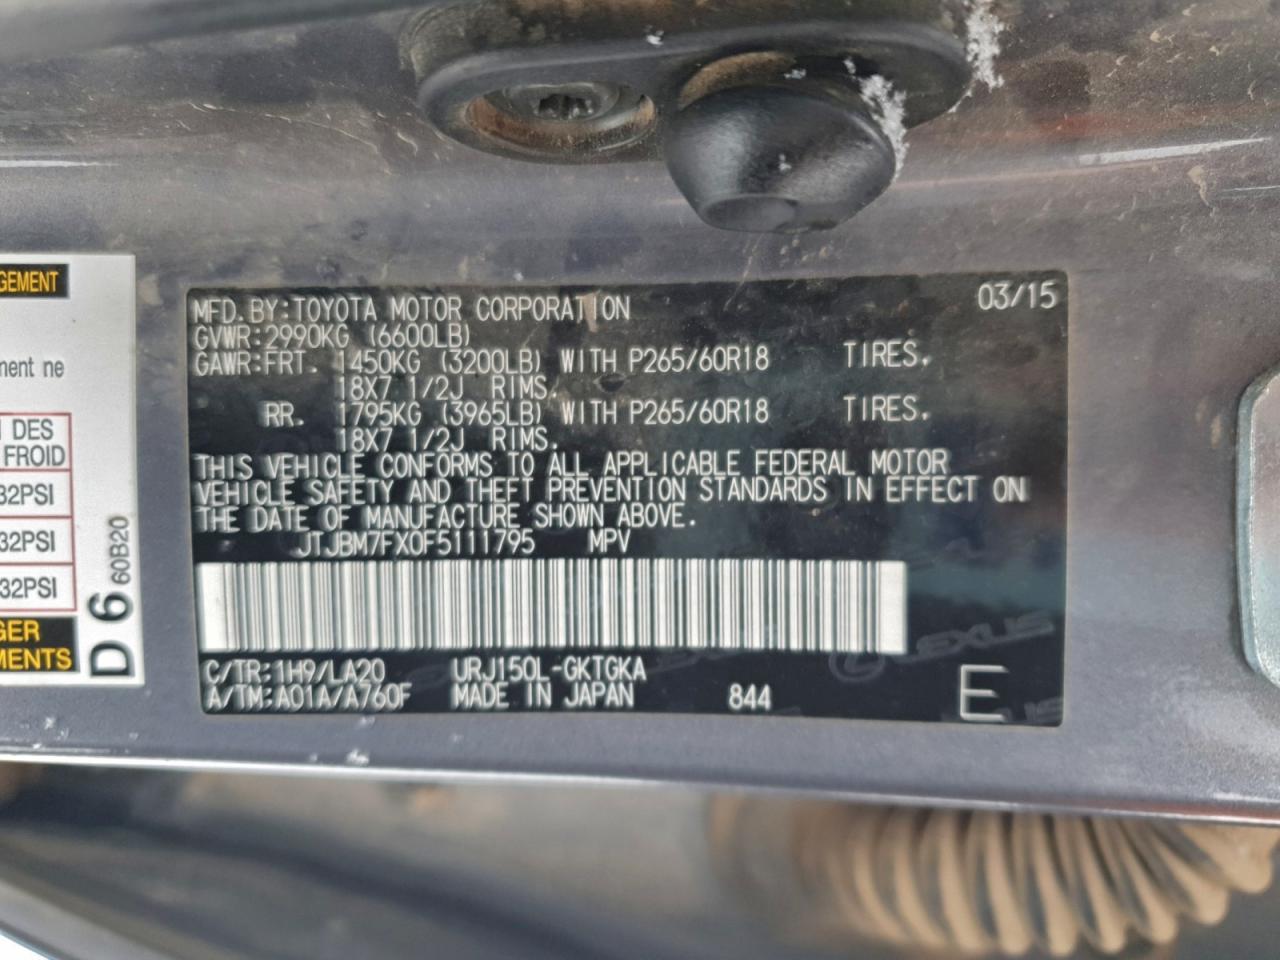 GEMENT
ment ne
DES
FROID
32PSI
32PSI
32PSI
GER
MENTS
D 6 60B20
MFD.BY:TOYOTA MOTOR CORPORATION 03/15
GVWR:2990KG (6600LB)
GAWR:FRT. 1450KG (3200LB) WITH P265/60R18 TIRES,
18X7 1/2J RIMS,
RR. 1795KG (3965LB) WITH P265/60R18 TIRES,
18X7 1/2J RIMS.
THIS VEHICLE CONFORMS TO ALL APPLICABLE FEDERAL MOTOR
VEHICLE SAFETY AND THEFT PREVENTION STANDARDS IN EFFECT ON
THE DATE OF MANUFACTURE SHOWN ABOVE.
JTJBM7FX0F5111795 MPV
LEXUS
C/TR:1H9/LA20 URJ150L-GKTGKA
A/TM:A01A/A760F MADE IN JAPAN 844 E